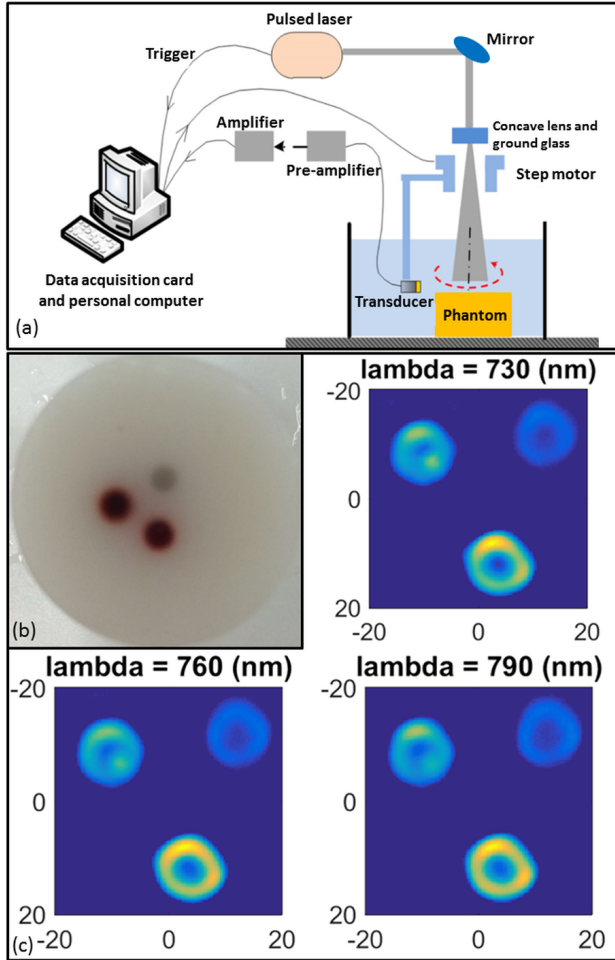 Pulsed laser
Mirror
Trigger
Concave lens and
ground glass
Amplifier
Pre-amplifier
Step motor
Data acquisition card
and personal computer
Transducer
Phantom
(a)
(b)
lambda = 730 (nm)
-20
0
20
-20 0 20
lambda = 760 (nm)
-20
0
20
-20 0 20
lambda = 790 (nm)
-20
0
20
-20 0 20
(c)